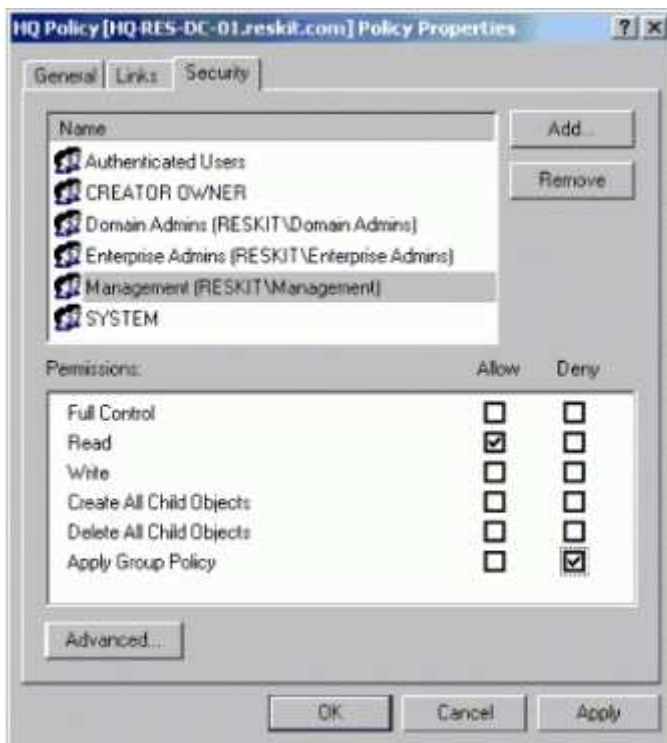 HQ Policy [HQ-RES-DC-01.reskit.com] Policy Properties
General Links Security
Name
Add...
Authenticated Users
CREATOR OWNER
Remove
Domain Admins (RESKIT\Domain Admins)
Enterprise Admins (RESKIT\Enterprise Admins)
Management (RESKIT\Management)
SYSTEM
Permissions: Allow Deny
Full Control
Read
Write
Create All Child Objects
Delete All Child Objects
Apply Group Policy
Advanced...
OK Cancel Apply